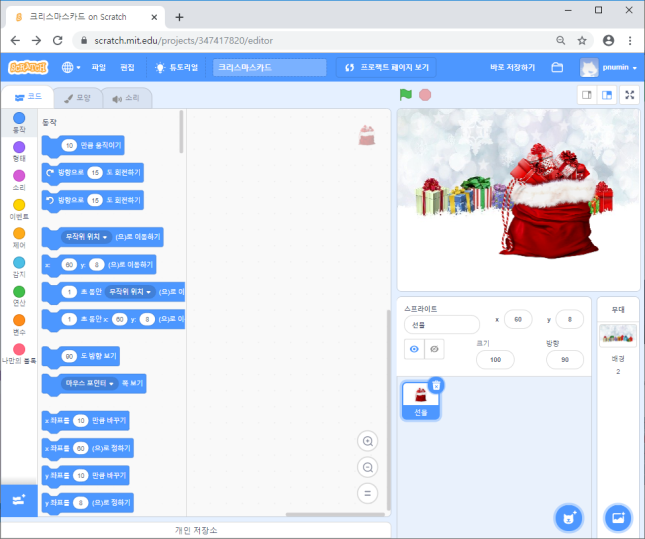 크리스마스카드 on Scratch
scratch.mit.edu/projects/347417820/editor
SCRATCH 파일 편집 튜토리얼 크리스마스카드 프로젝트 페이지 보기 바로 저장하기 pnumin
코드 모양 소리
동작
형태
소리
이벤트
제어
감지
연산
변수
나만의 블록
동작
10 만큼 움직이기
방향으로 15 도 회전하기
방향으로 15 도 회전하기
무작위 위치 (으)로 이동하기
x: 60 y: 8 (으)로 이동하기
1 초 동안 무작위 위치 (으)로 이
1 초 동안 x: 60 y: 8 (으)로 이
90 도 방향 보기
마우스 포인터 쪽 보기
x 좌표를 10 만큼 바꾸기
x 좌표를 60 (으)로 정하기
y 좌표를 10 만큼 바꾸기
y 좌표를 8 (으)로 정하기
개인 저장소
스프라이트
선물 x 60 y 8
크기 방향
100 90
선물
무대
배경
2